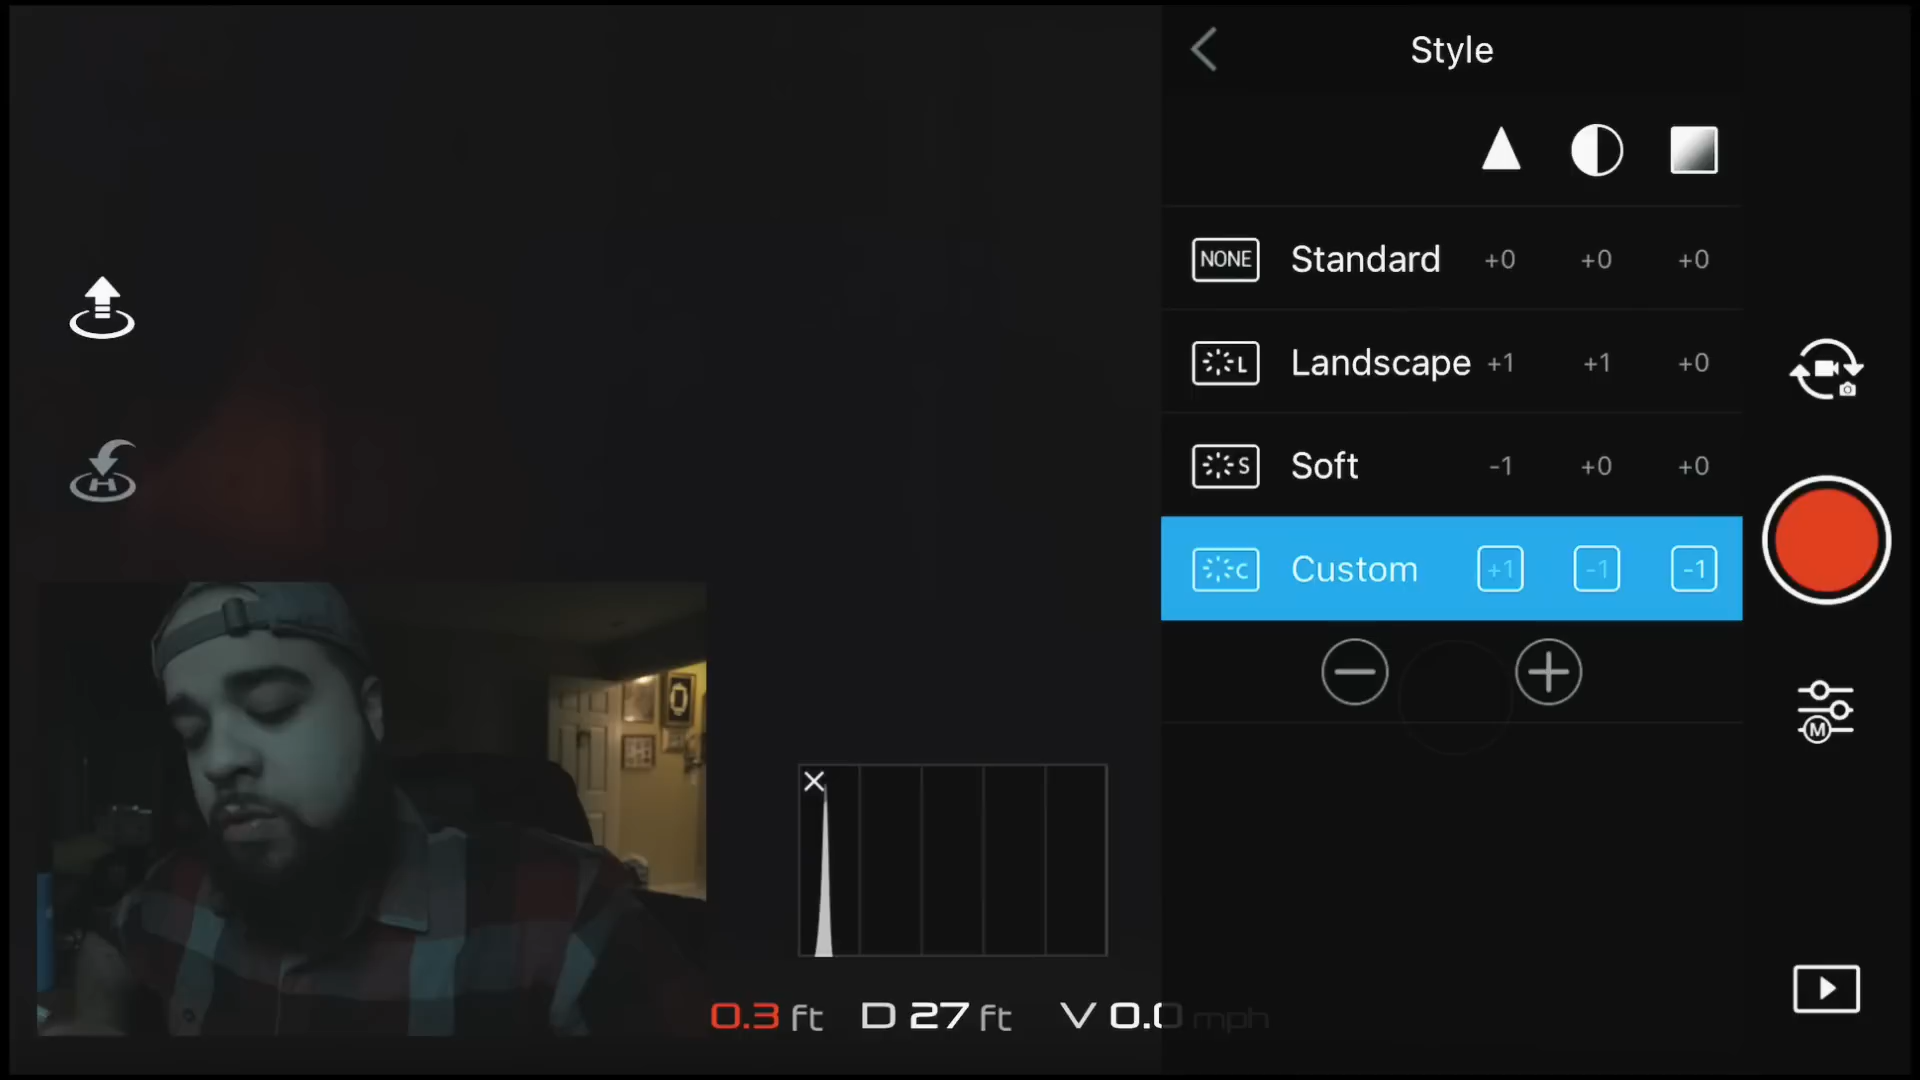 Style
NONE Standard +0 +0 +0
L Landscape +1 +1 +0
S Soft -1 +0 +0
C Custom +1 -1 -1
H
M
0.3 ft D 27 ft V 0.0 mph